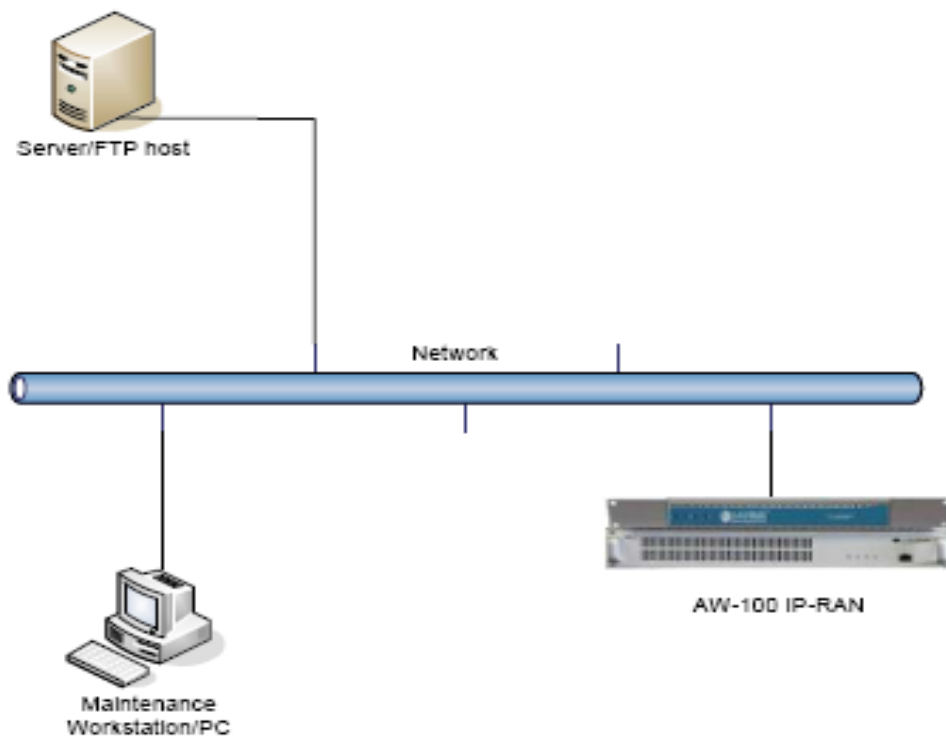 Server/FTP host
Network
AW-100 IP-RAN
Maintenance
Workstation/PC